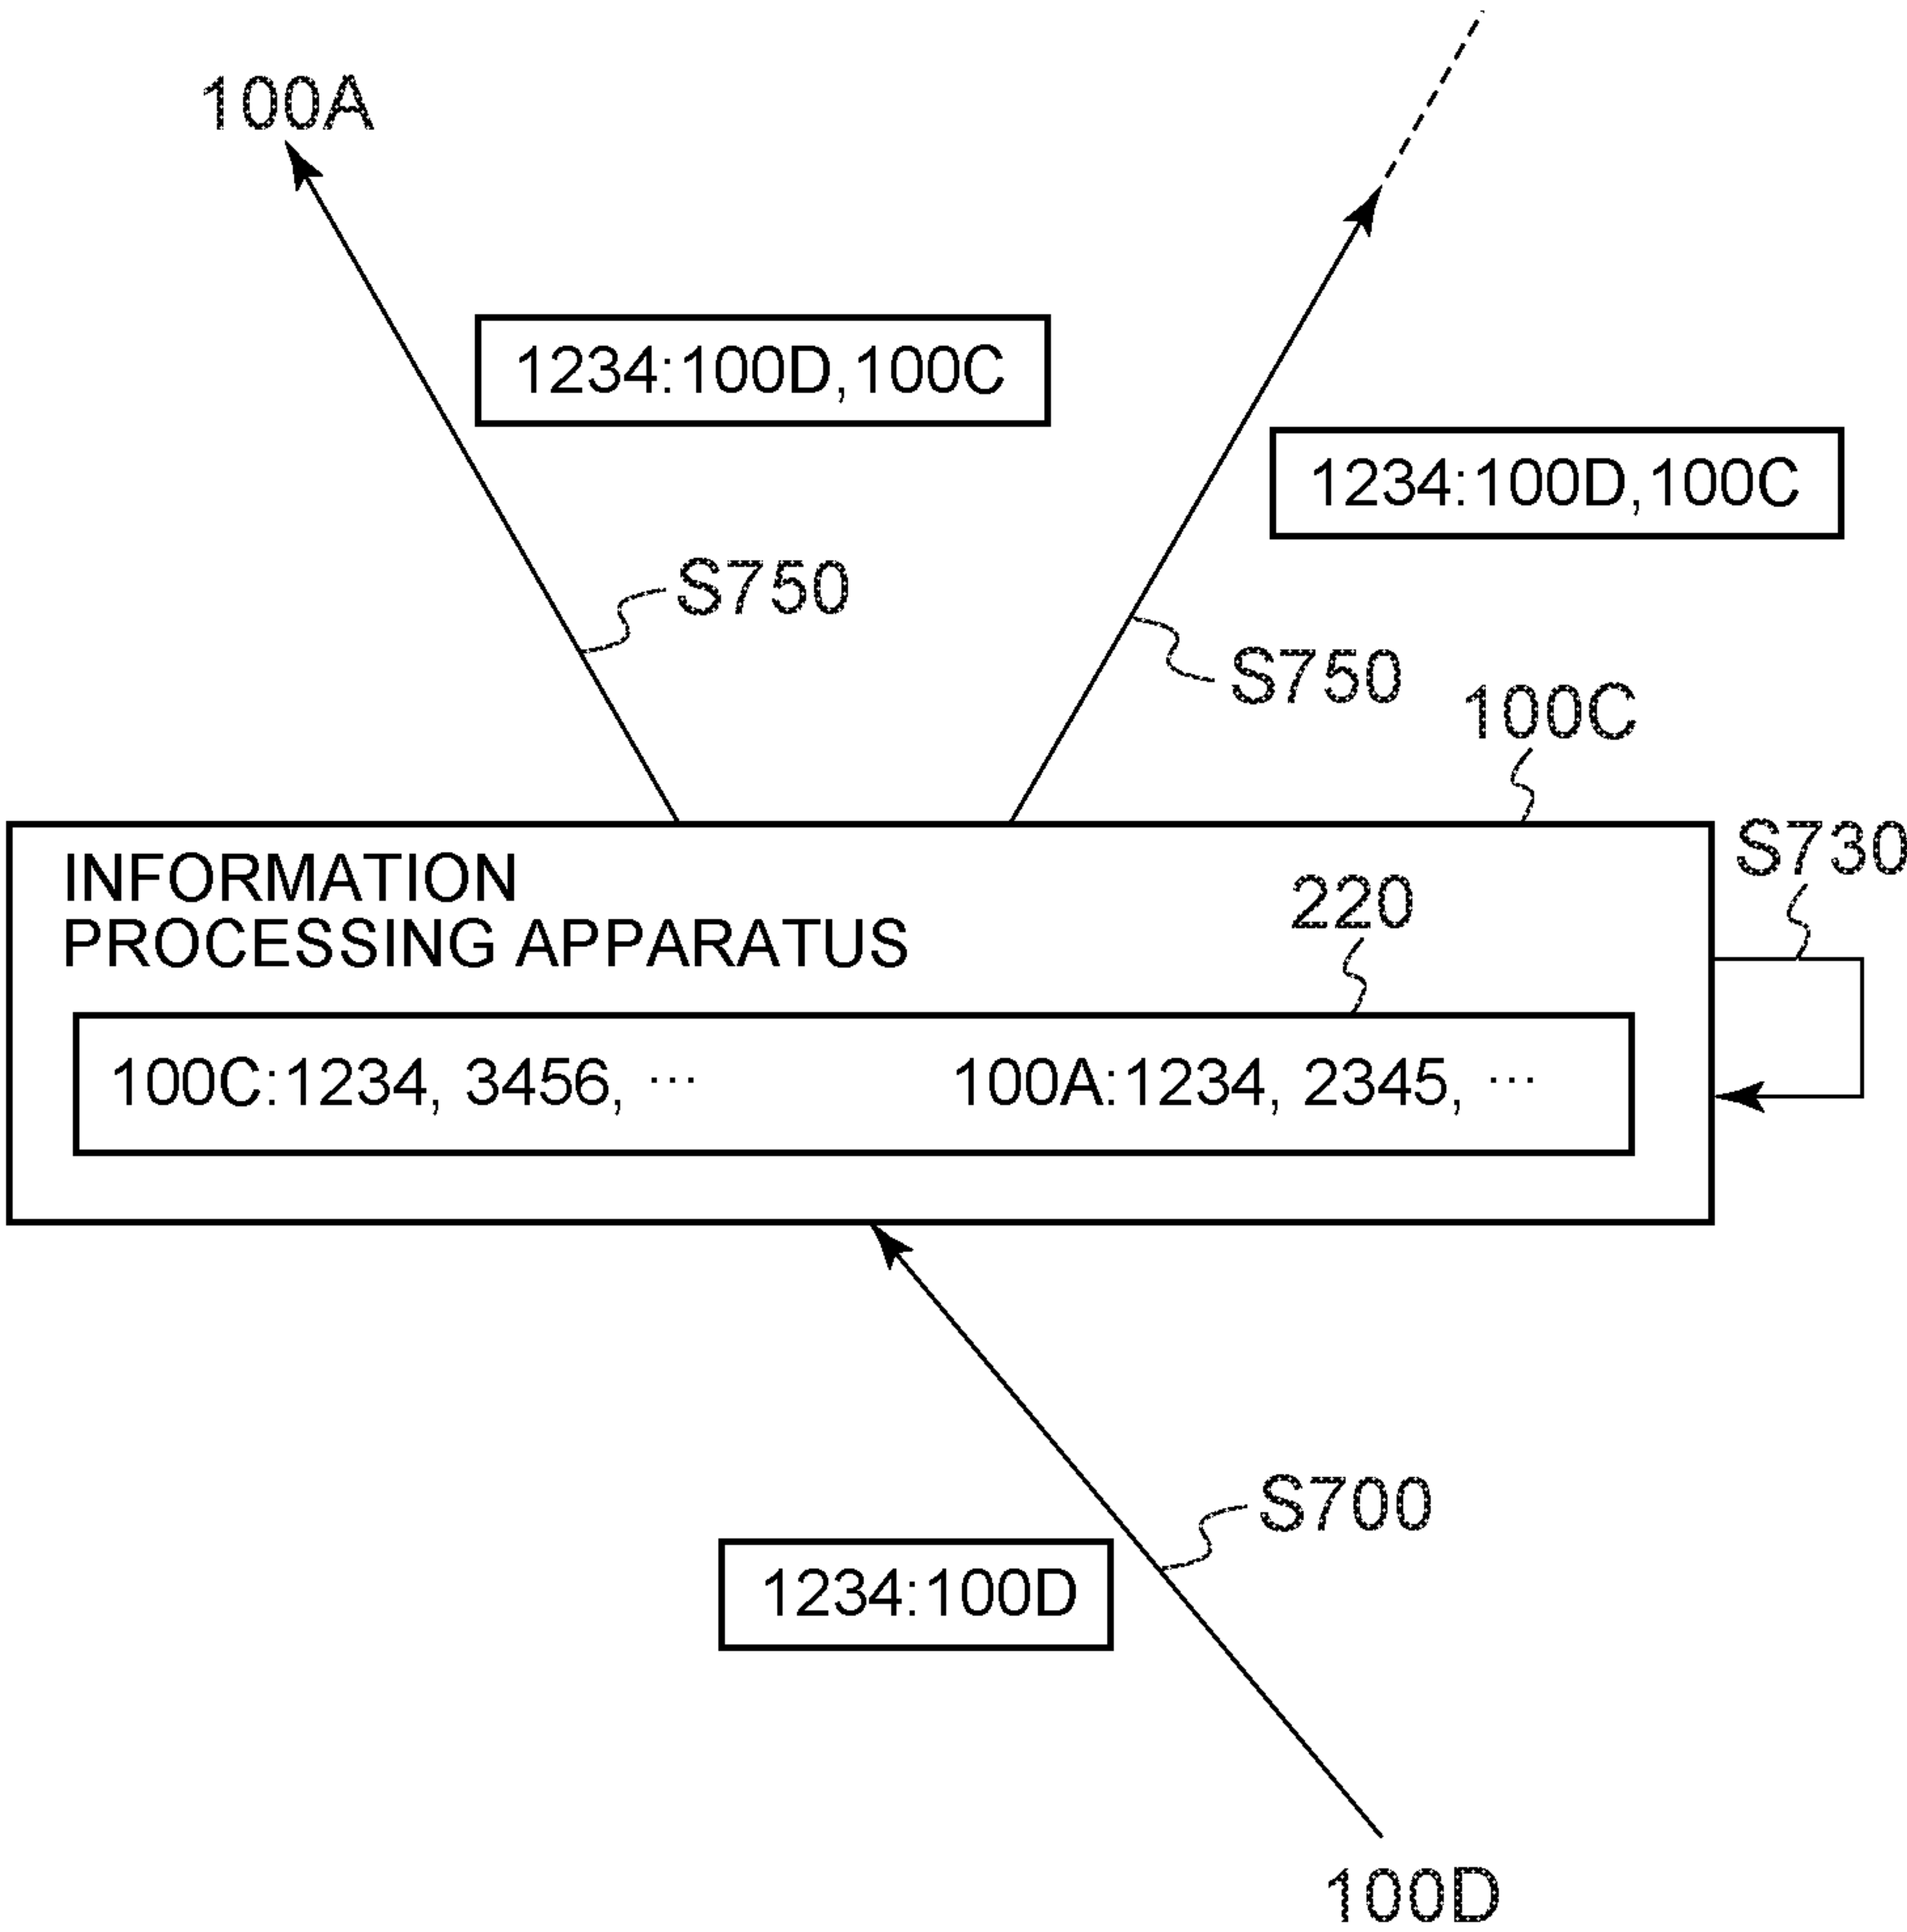 100A
1234:100D,100C
1234:100D,100C
S750
S750
100C
S730
INFORMATION
PROCESSING APPARATUS
220
100C:1234, 3456, ··· 100A:1234, 2345, ···
S700
1234:100D
100D